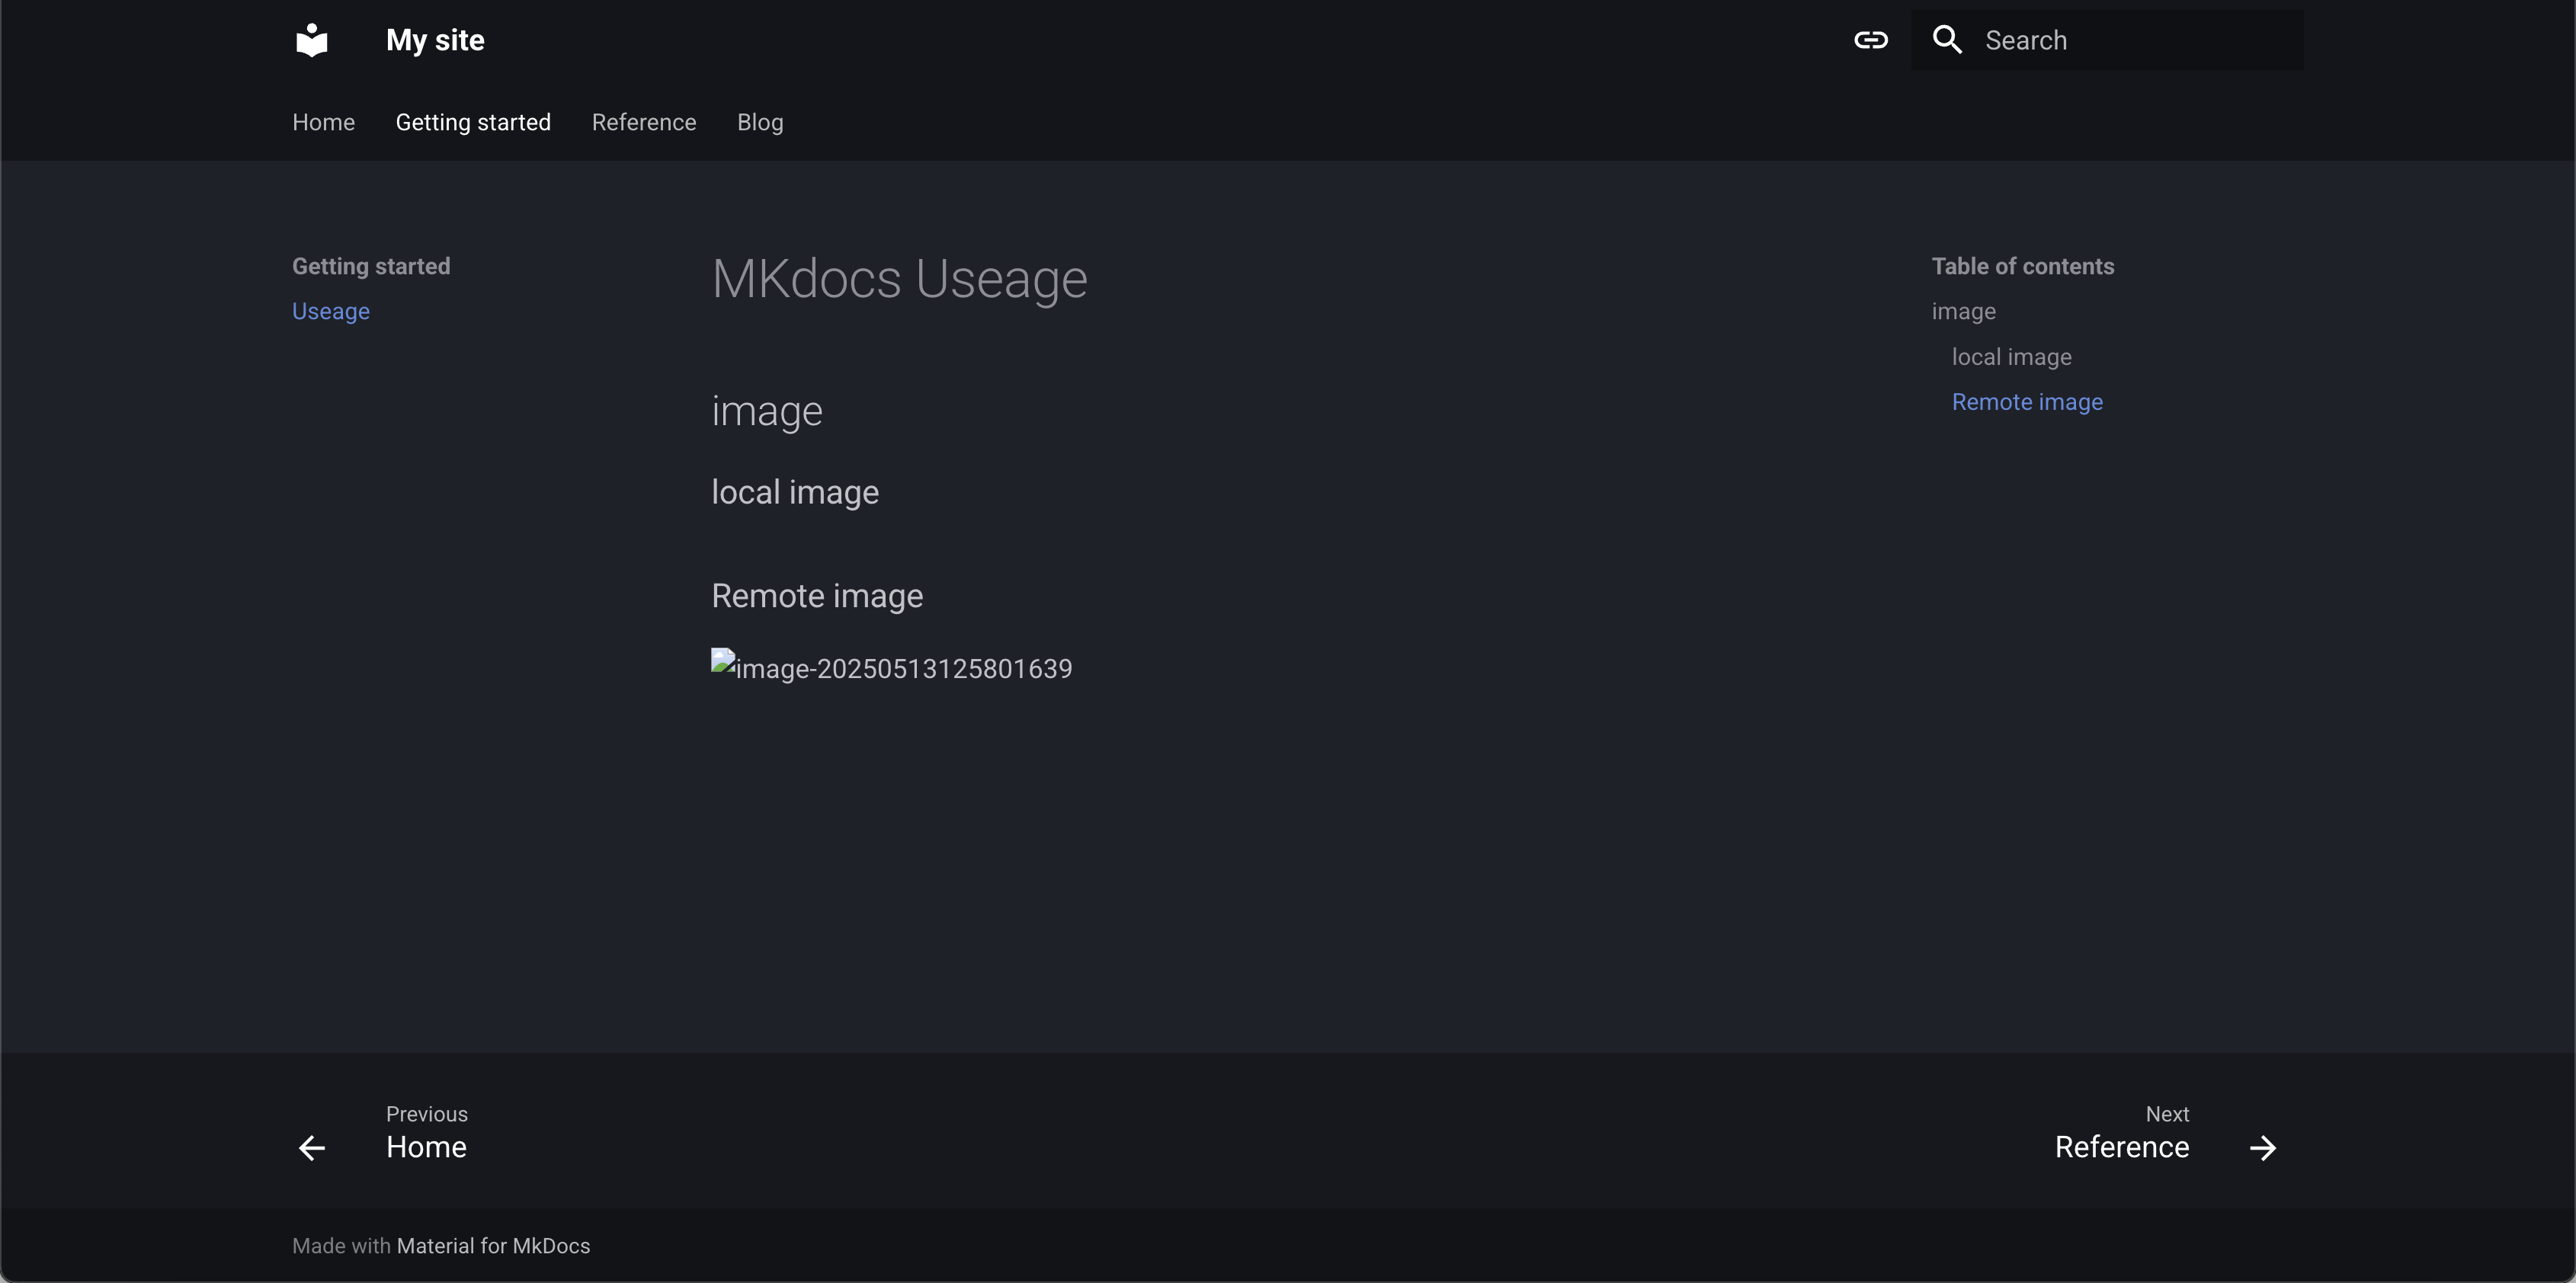 My site
Search
Home
Getting started
Reference
Blog
Getting started
Useage
MKdocs Useage
image
local image
Remote image
image-20250513125801639
Table of contents
image
local image
Remote image
Previous
Home
Next
Reference
Made with Material for MkDocs